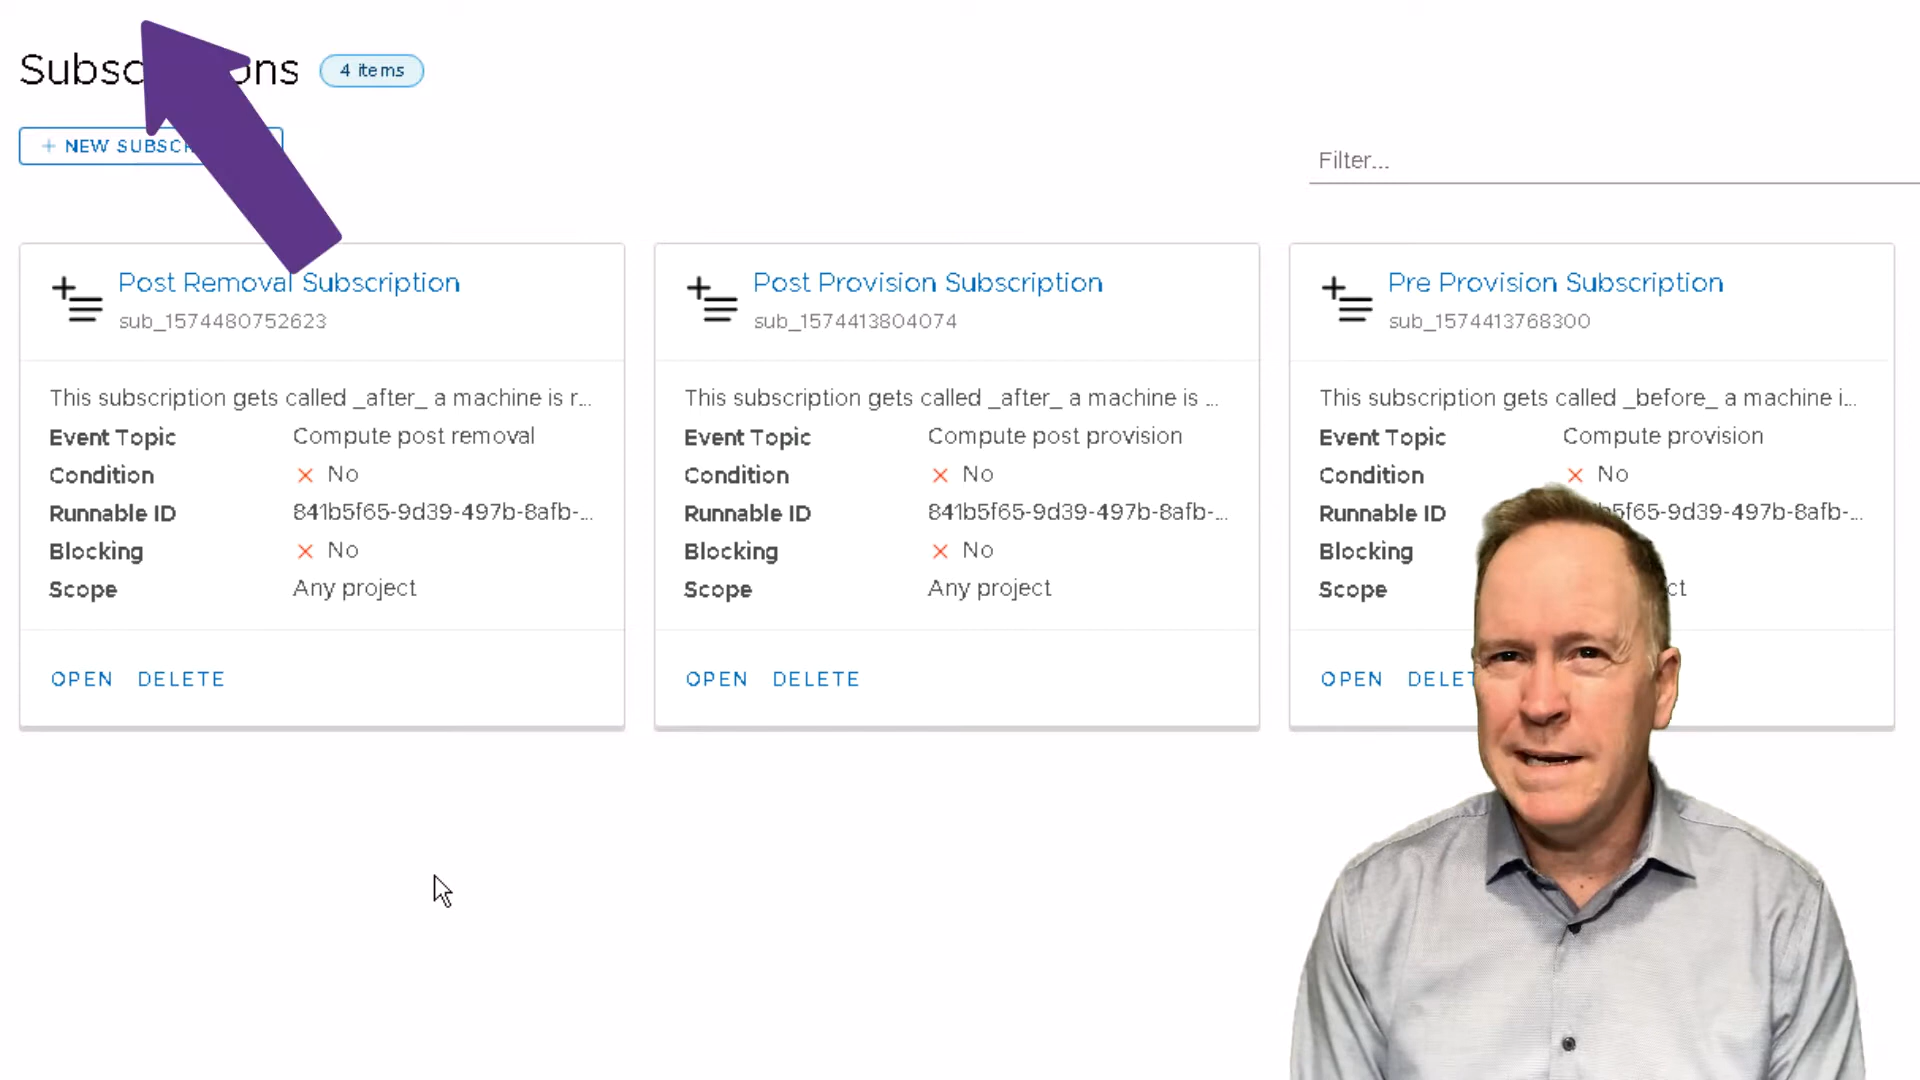 Subsc ons
4 items
+ NEW SUBSCR
Filter...
Post Removal Subscription
sub_1574480752623
This subscription gets called _after_ a machine is r...
Event Topic Compute post removal
Condition No
Runnable ID 841b5f65-9d39-497b-8afb-...
Blocking No
Scope Any project
OPEN DELETE
Post Provision Subscription
sub_1574413804074
This subscription gets called _after_ a machine is ...
Event Topic Compute post provision
Condition No
Runnable ID 841b5f65-9d39-497b-8afb-...
Blocking No
Scope Any project
OPEN DELETE
Pre Provision Subscription
sub_1574413768300
This subscription gets called _before_ a machine i...
Event Topic Compute provision
Condition No
Runnable ID b5f65-9d39-497b-8afb-...
Blocking
Scope ct
OPEN DELET